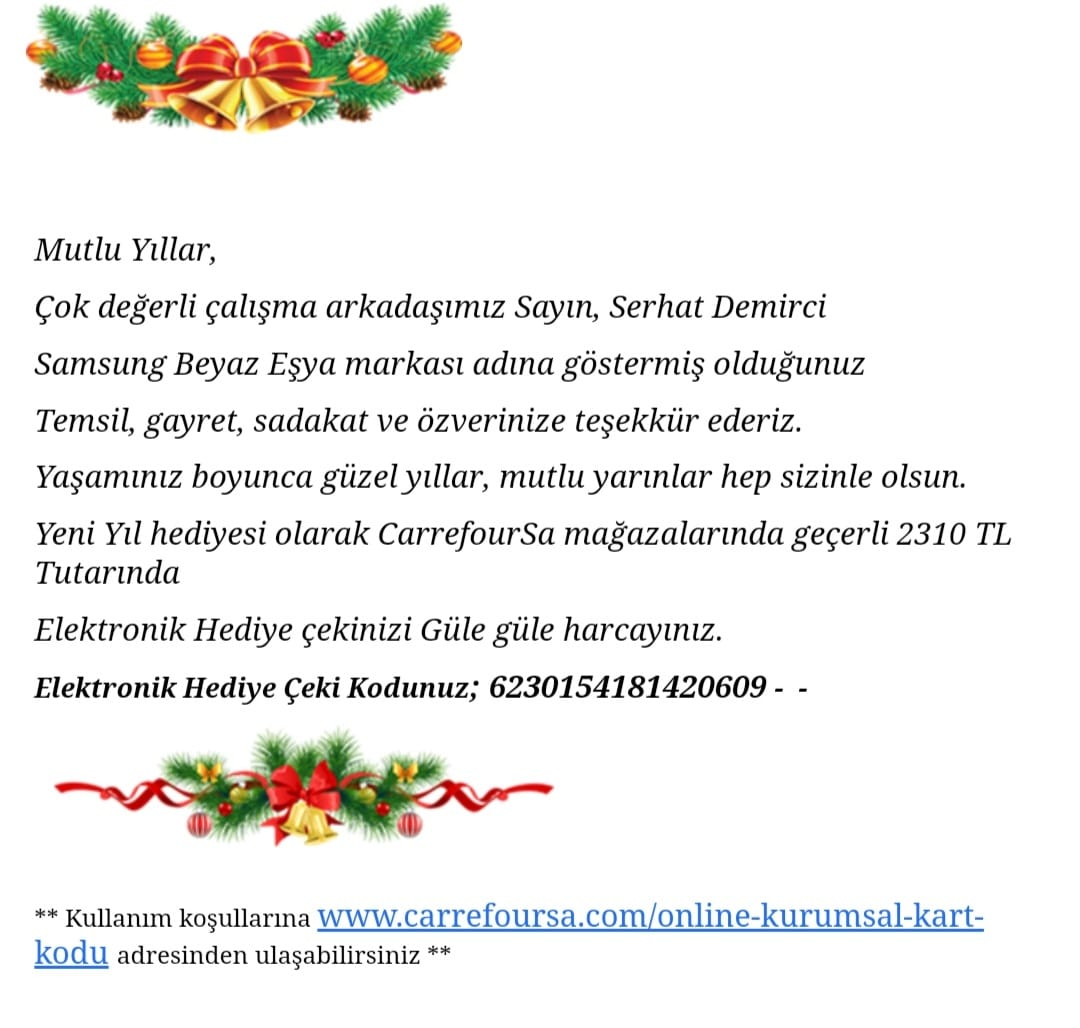 Mutlu Yıllar,
Çok değerli çalışma arkadaşımız Sayın, Serhat Demirci
Samsung Beyaz Eşya markası adına göstermiş olduğunuz
Temsil, gayret, sadakat ve özverinize teşekkür ederiz.
Yaşamınız boyunca güzel yıllar, mutlu yarınlar hep sizinle olsun.
Yeni Yıl hediyesi olarak CarrefourSa mağazalarında geçerli 2310 TL
Tutarında
Elektronik Hediye çekinizi Güle güle harcayınız.
Elektronik Hediye Çeki Kodunuz; 6230154181420609 - -
** Kullanım koşullarına www.carrefoursa.com/online-kurumsal-kart-
kodu adresinden ulaşabilirsiniz **